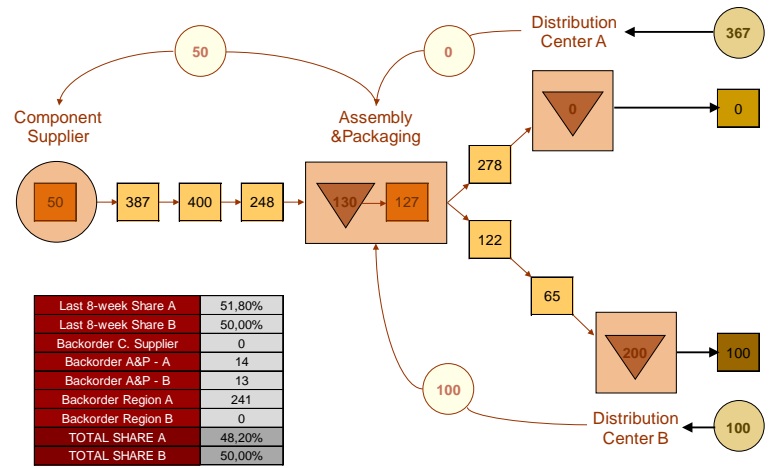 Distribution
Center A
367
50
0
Component
Supplier
Assembly
&Packaging
0
0
278
50
387
400
248
130
127
122
65
200
100
Last 8-week Share A 51,80%
Last 8-week Share B 50,00%
Backorder C. Supplier 0
Backorder A&P - A 14
Backorder A&P - B 13
Backorder Region A 241
Backorder Region B 0
TOTAL SHARE A 48,20%
TOTAL SHARE B 50,00%
100
Distribution
Center B
100